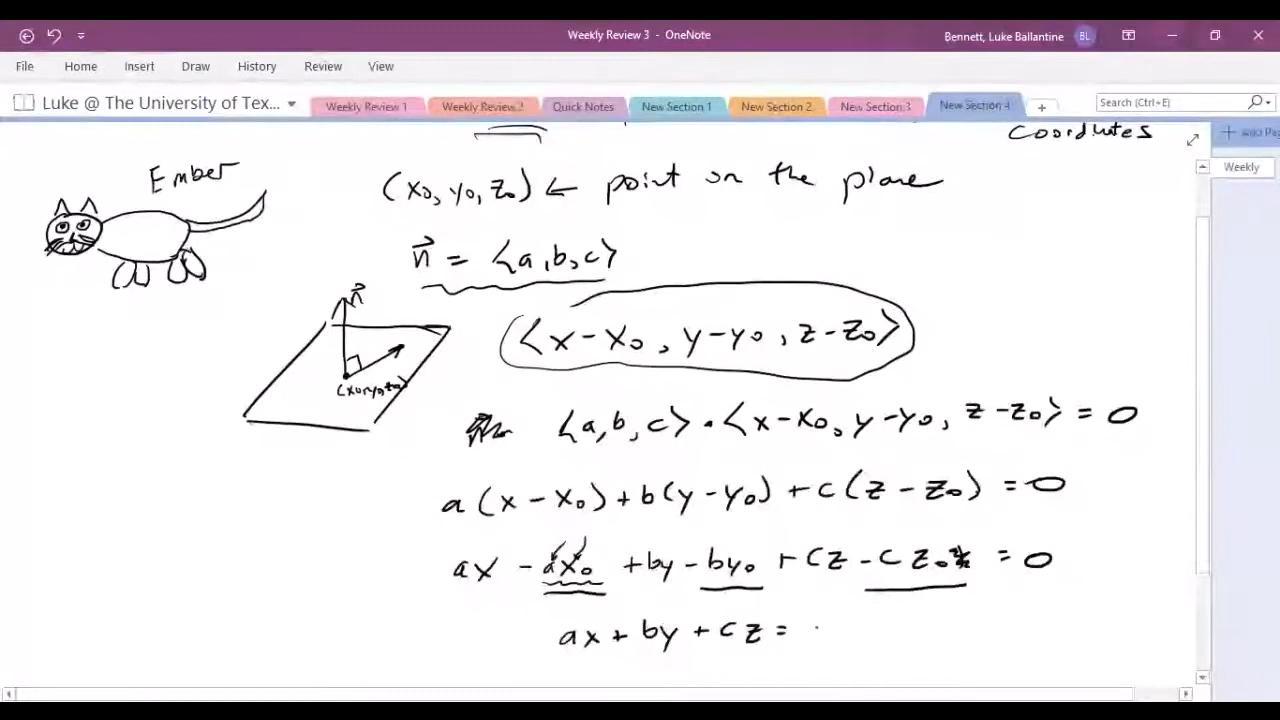 Weekly Review 3 - OneNote
Bennett, Luke Ballantine BL
File Home Insert Draw History Review View
Luke @ The University of Tex... Weekly Review 1 Weekly Review 2 Quick Notes New Section 1 New Section 2 New Section 3 New Section 4 + Search (Ctrl+E)
Coordutes
Weekly
Ember
(x₀, y₀, z₀) ← point on the plane
n⃗ = ⟨a, b, c⟩
n⃗
⟨x-x₀, y-y₀, z-z₀⟩
(x₀, y₀, z₀)
⟨a, b, c⟩ • ⟨x-x₀, y-y₀, z-z₀⟩ = 0
a(x-x₀) + b(y-y₀) + c(z-z₀) = 0
ax - ax₀ + by - by₀ + cz - cz₀ = 0
ax + by + cz =